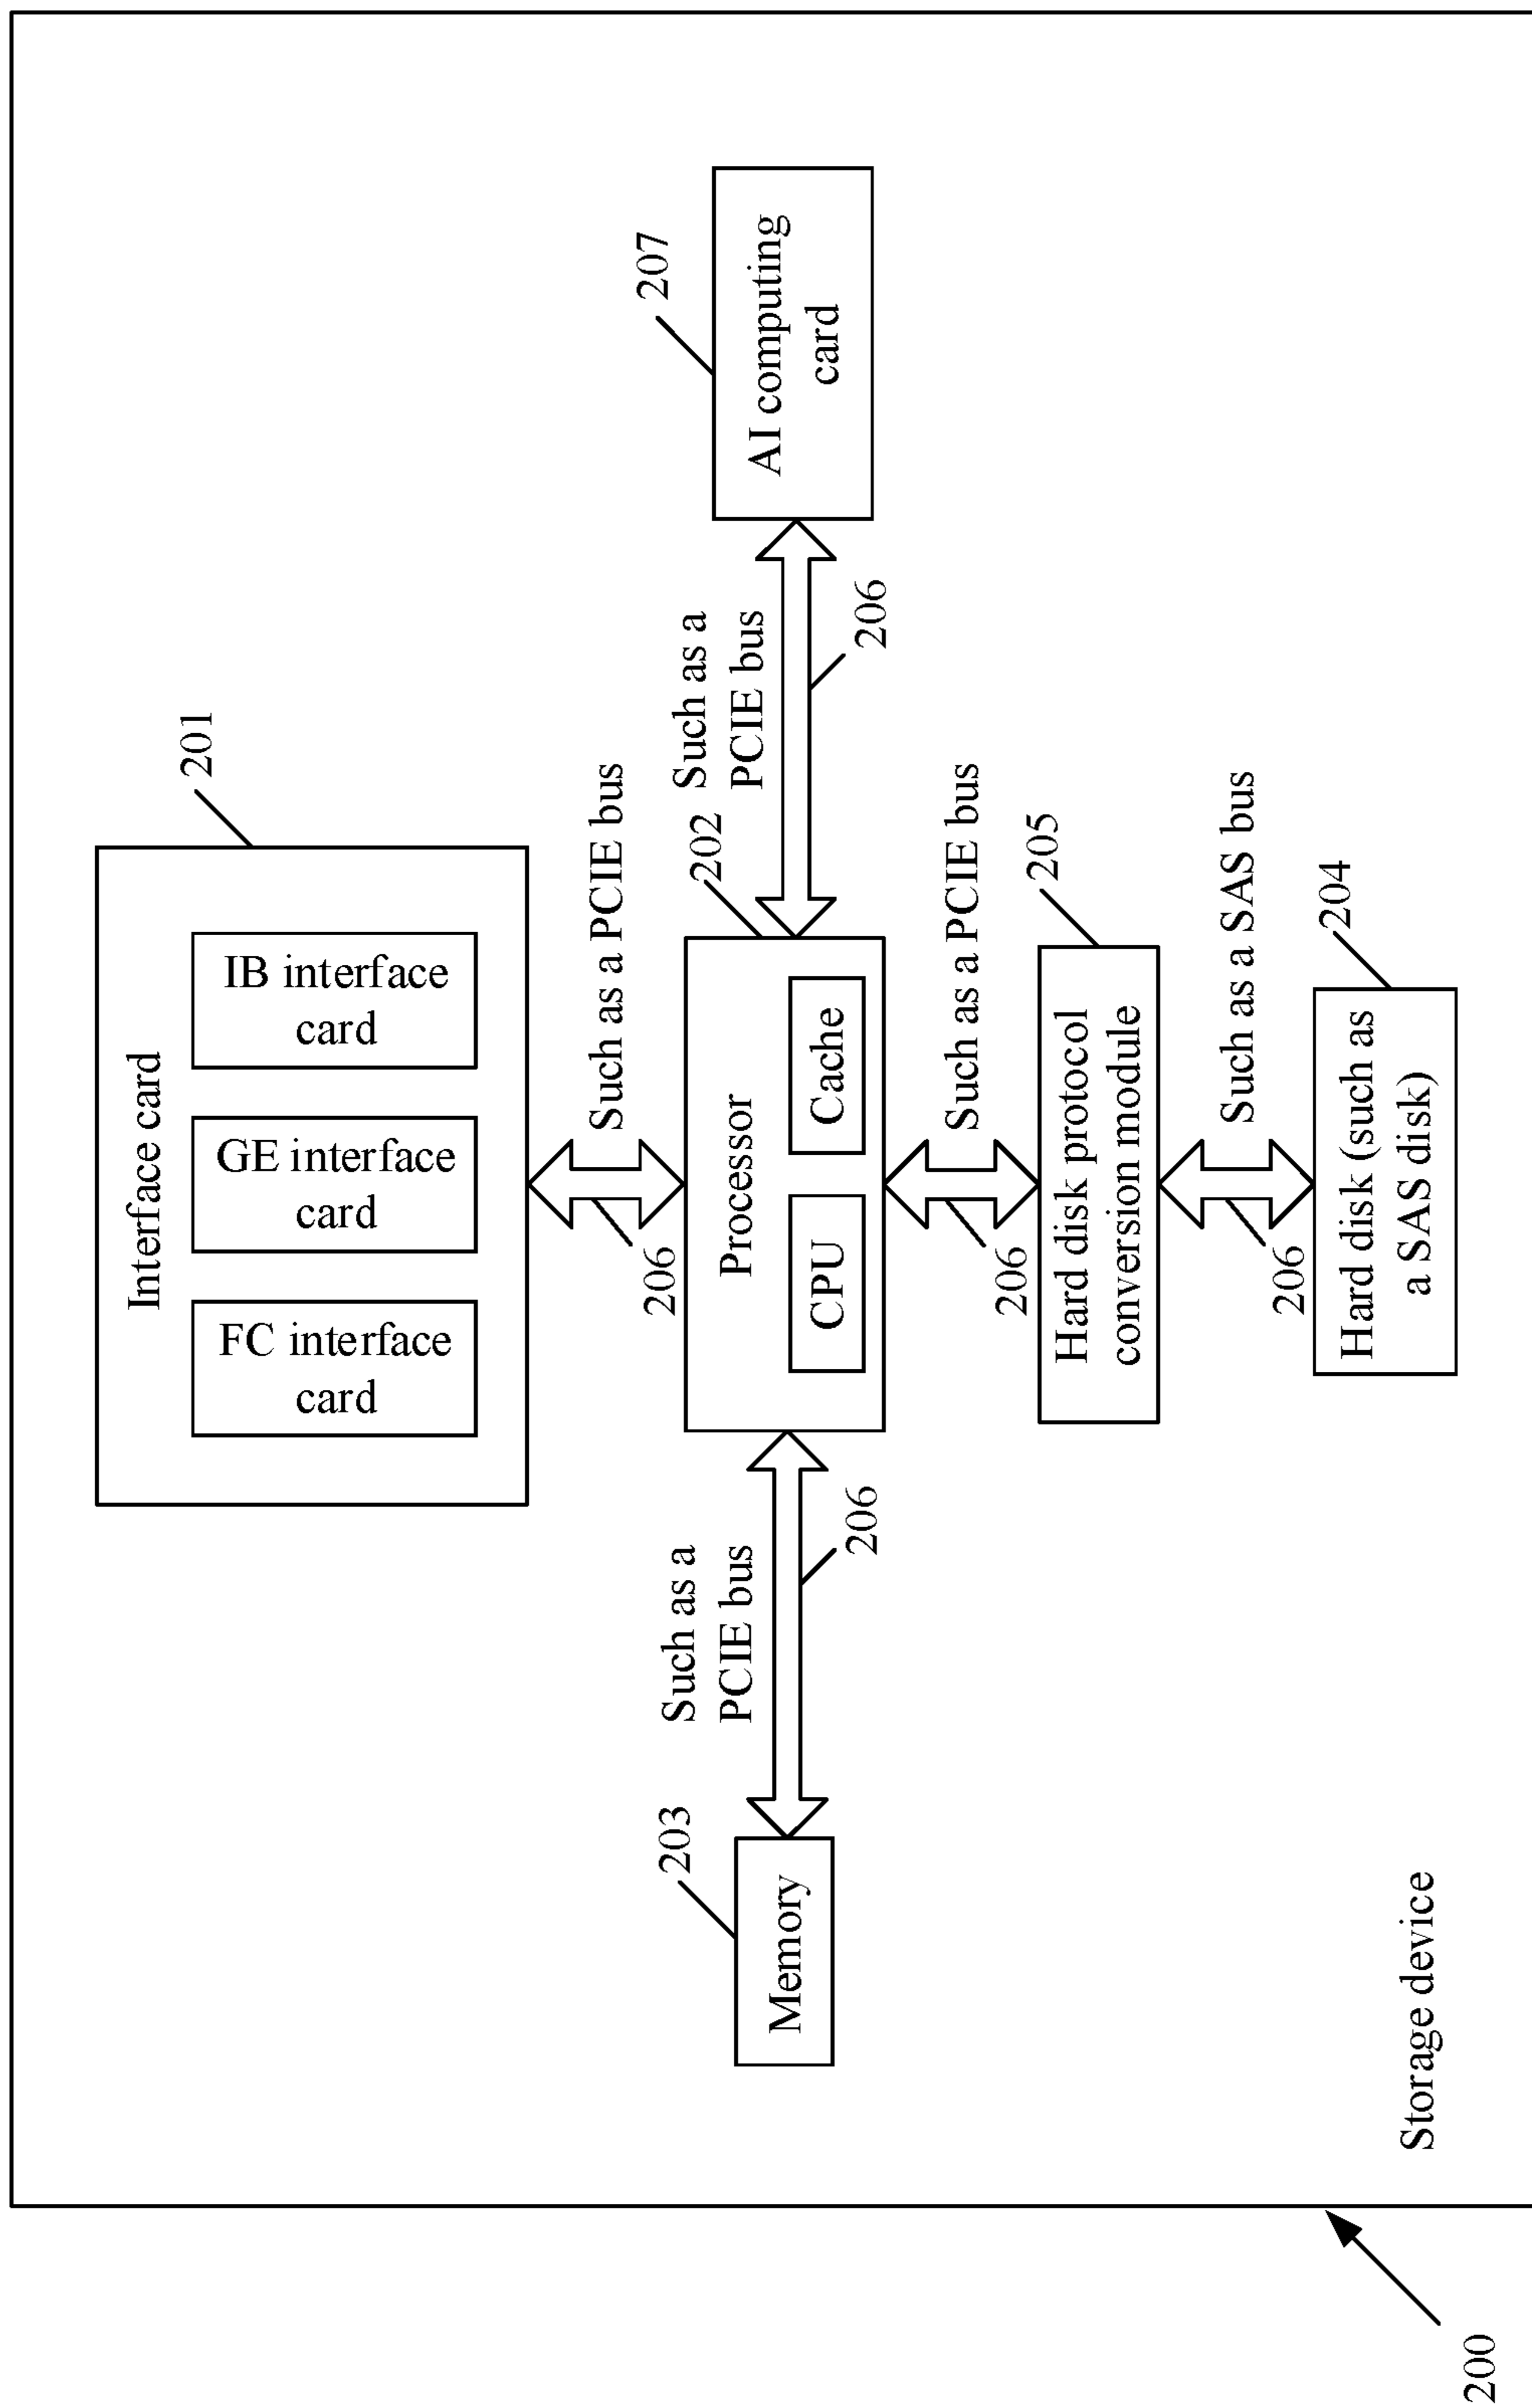 201
Interface card
FC interface
card
GE interface
card
IB interface
card
206
Such as a PCIE bus
203
Memory
Such as a
PCIE bus
206
202
Processor
CPU
Cache
Such as a
PCIE bus
206
207
AI computing
card
206
Such as a PCIE bus
205
Hard disk protocol
conversion module
206
Such as a SAS bus
204
Hard disk (such as
a SAS disk)
Storage device
200